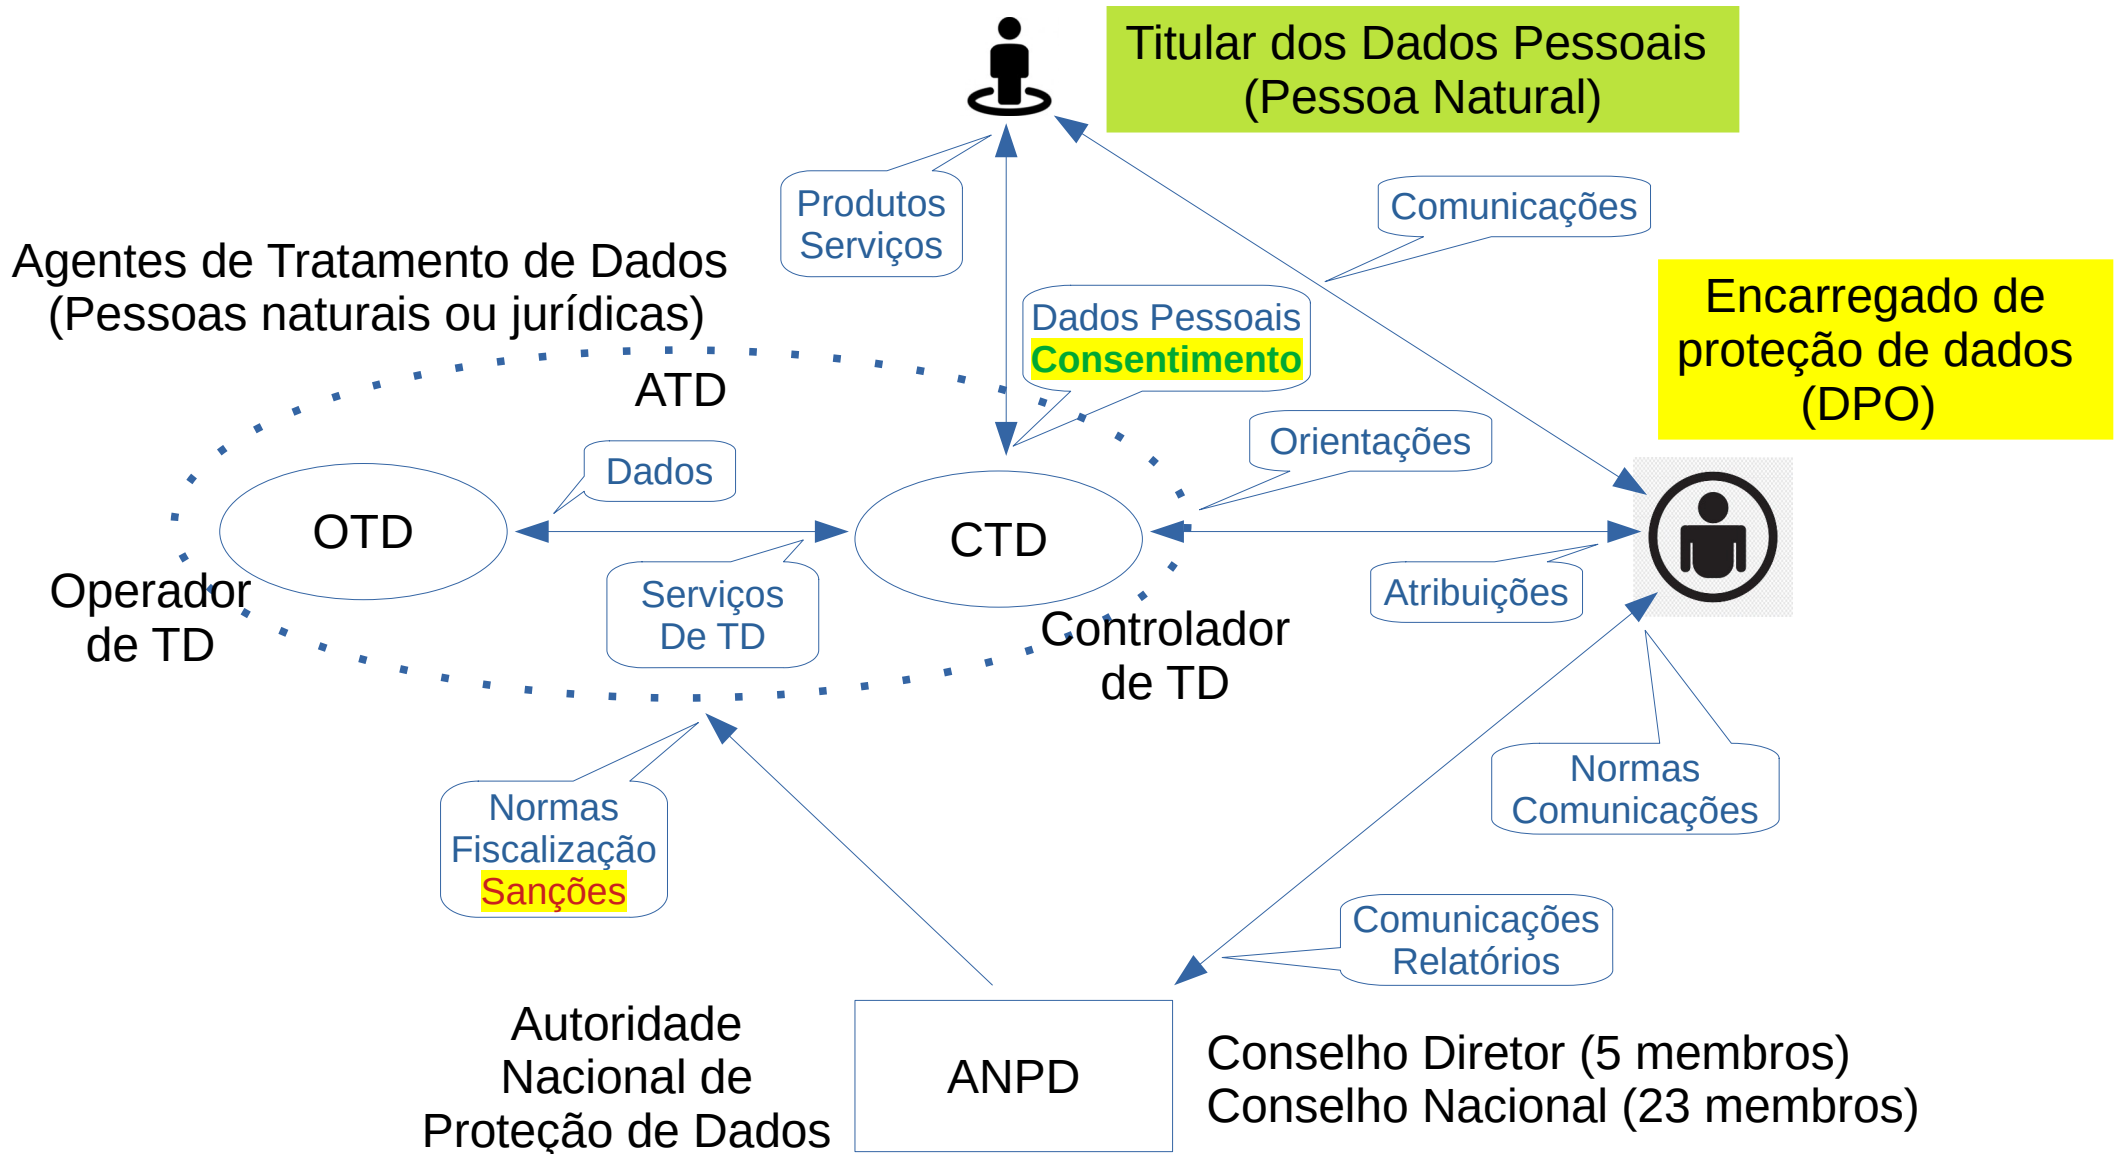 Titular dos Dados Pessoais
(Pessoa Natural)
Produtos
Serviços
Comunicações
Agentes de Tratamento de Dados
(Pessoas naturais ou jurídicas)
Dados Pessoais
Consentimento
Encarregado de
proteção de dados
(DPO)
ATD
Orientações
Dados
OTD
CTD
Operador
de TD
Serviços
De TD
Atribuições
Controlador
de TD
Normas
Comunicações
Normas
Fiscalização
Sanções
Comunicações
Relatórios
Autoridade
Nacional de
Proteção de Dados
ANPD
Conselho Diretor (5 membros)
Conselho Nacional (23 membros)